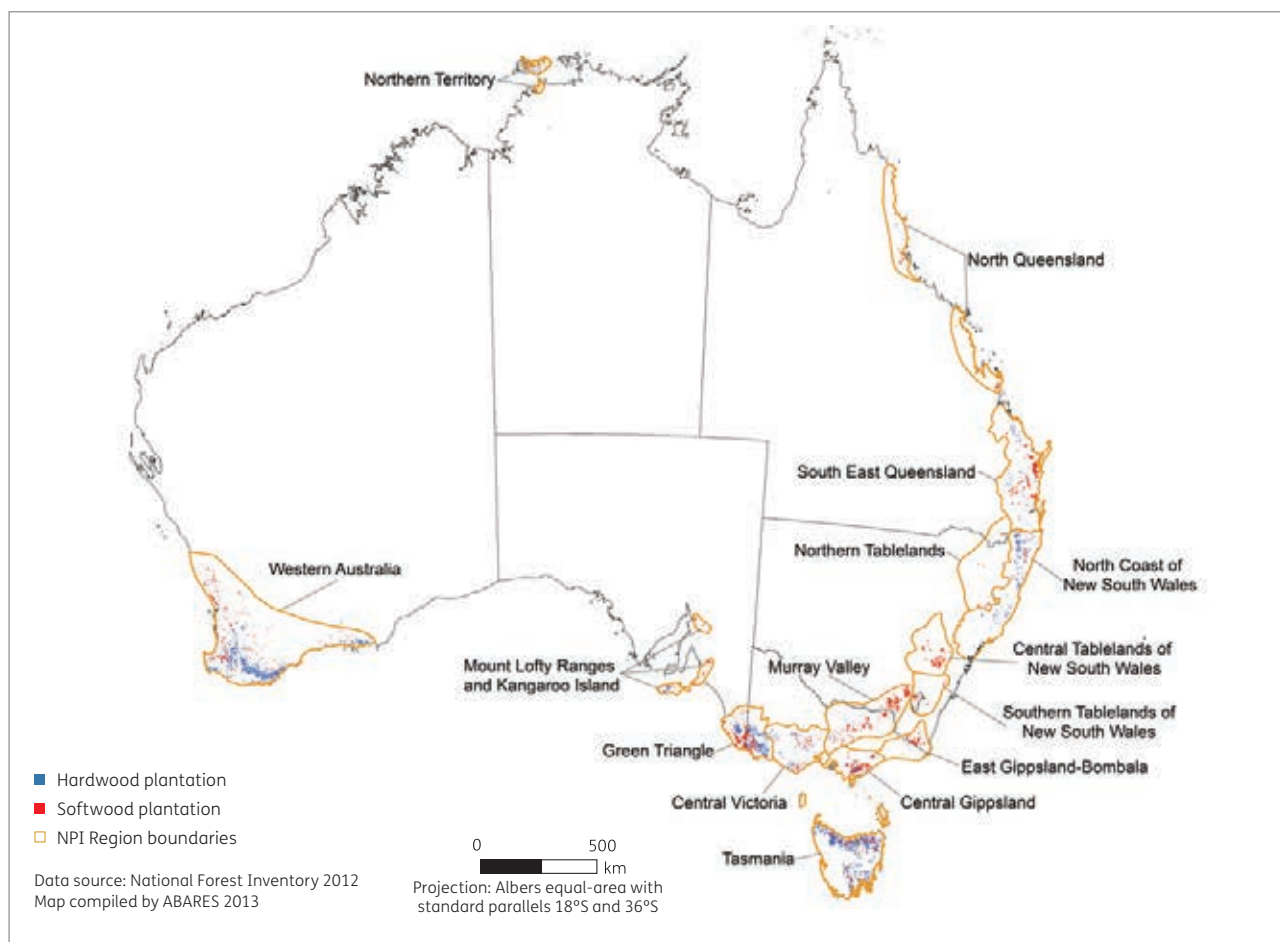 Northern Territory
North Queensland
South East Queensland
Northern Tablelands
North Coast of
New South Wales
Western Australia
Central Tablelands of
New South Wales
Mount Lofty Ranges
and Kangaroo Island
Murray Valley
Southern Tablelands of
New South Wales
Green Triangle
East Gippsland-Bombala
Central Victoria
Central Gippsland
Tasmania
Hardwood plantation
Softwood plantation
NPI Region boundaries
Data source: National Forest Inventory 2012
Map compiled by ABARES 2013
0 500
km
Projection: Albers equal-area with
standard parallels 18°S and 36°S